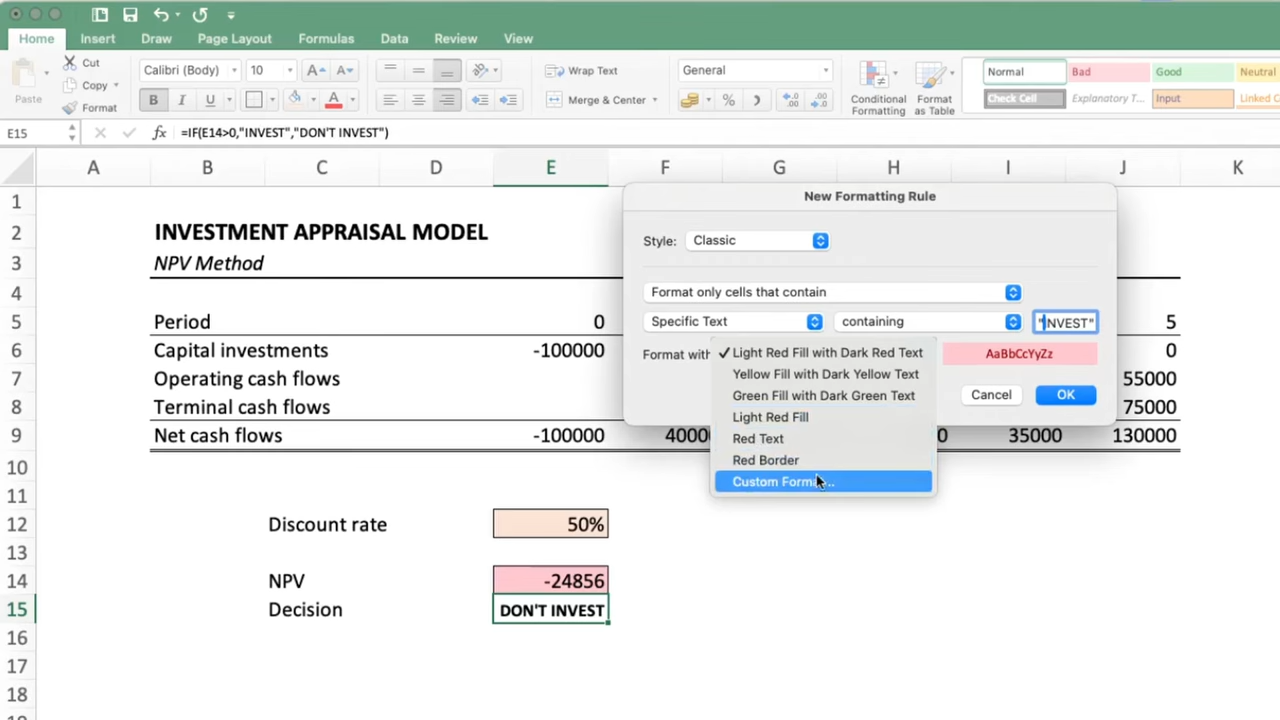 Home Insert Draw Page Layout Formulas Data Review View
Cut
Calibri (Body) 10
Wrap Text
General
Normal Bad Good Neutral
Paste
Copy
B I U
A
Merge & Center
%
Conditional Formatting
Format as Table
Check Cell Explanatory T... Input Linked C
Format
E15 fx =IF(E14>0,"INVEST","DON'T INVEST")
A B C D E F G H I J K
New Formatting Rule
Style: Classic
Format only cells that contain
Specific Text containing "INVEST"
Format with
✓ Light Red Fill with Dark Red Text
Yellow Fill with Dark Yellow Text
Green Fill with Dark Green Text
Light Red Fill
Red Text
Red Border
Custom Forma...
AaBbCcYyZz
Cancel OK
1
2 INVESTMENT APPRAISAL MODEL
3 NPV Method
4
5 Period 0 5
6 Capital investments -100000 0
7 Operating cash flows 55000
8 Terminal cash flows 75000
9 Net cash flows -100000 4000 0 35000 130000
10
11
12 Discount rate 50%
13
14 NPV -24856
15 Decision DON'T INVEST
16
17
18